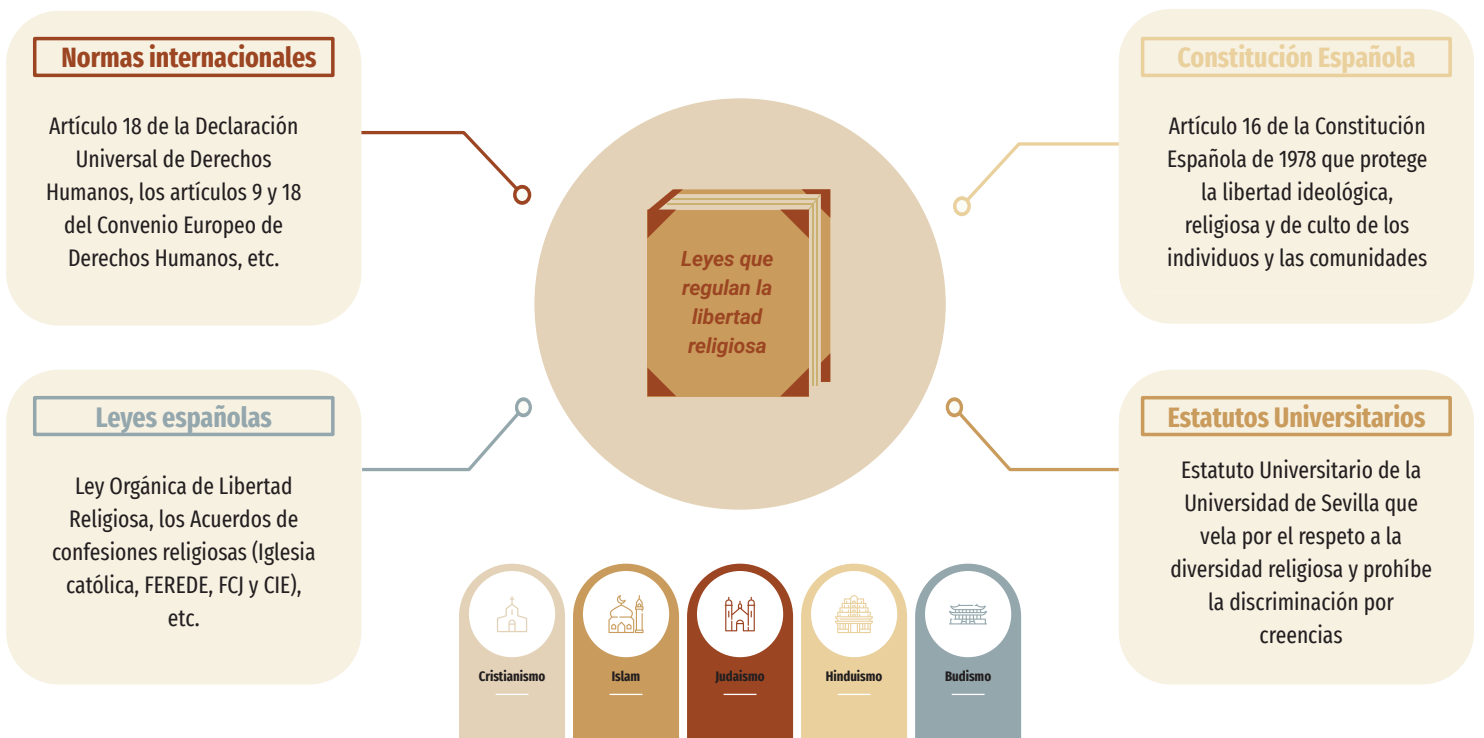 Normas internacionales
Artículo 18 de la Declaración
Universal de Derechos
Humanos, los artículos 9 y 18
del Convenio Europeo de
Derechos Humanos, etc.
Constitución Española
Artículo 16 de la Constitución
Española de 1978 que protege
la libertad ideológica,
religiosa y de culto de los
individuos y las comunidades
Leyes que
regulan la
libertad
religiosa
Leyes españolas
Ley Orgánica de Libertad
Religiosa, los Acuerdos de
confesiones religiosas (Iglesia
católica, FEREDE, FCJ y CIE),
etc.
Estatutos Universitarios
Estatuto Universitario de la
Universidad de Sevilla que
vela por el respeto a la
diversidad religiosa y prohíbe
la discriminación por
creencias
Cristianismo
Islam
Judaismo
Hinduismo
Budismo